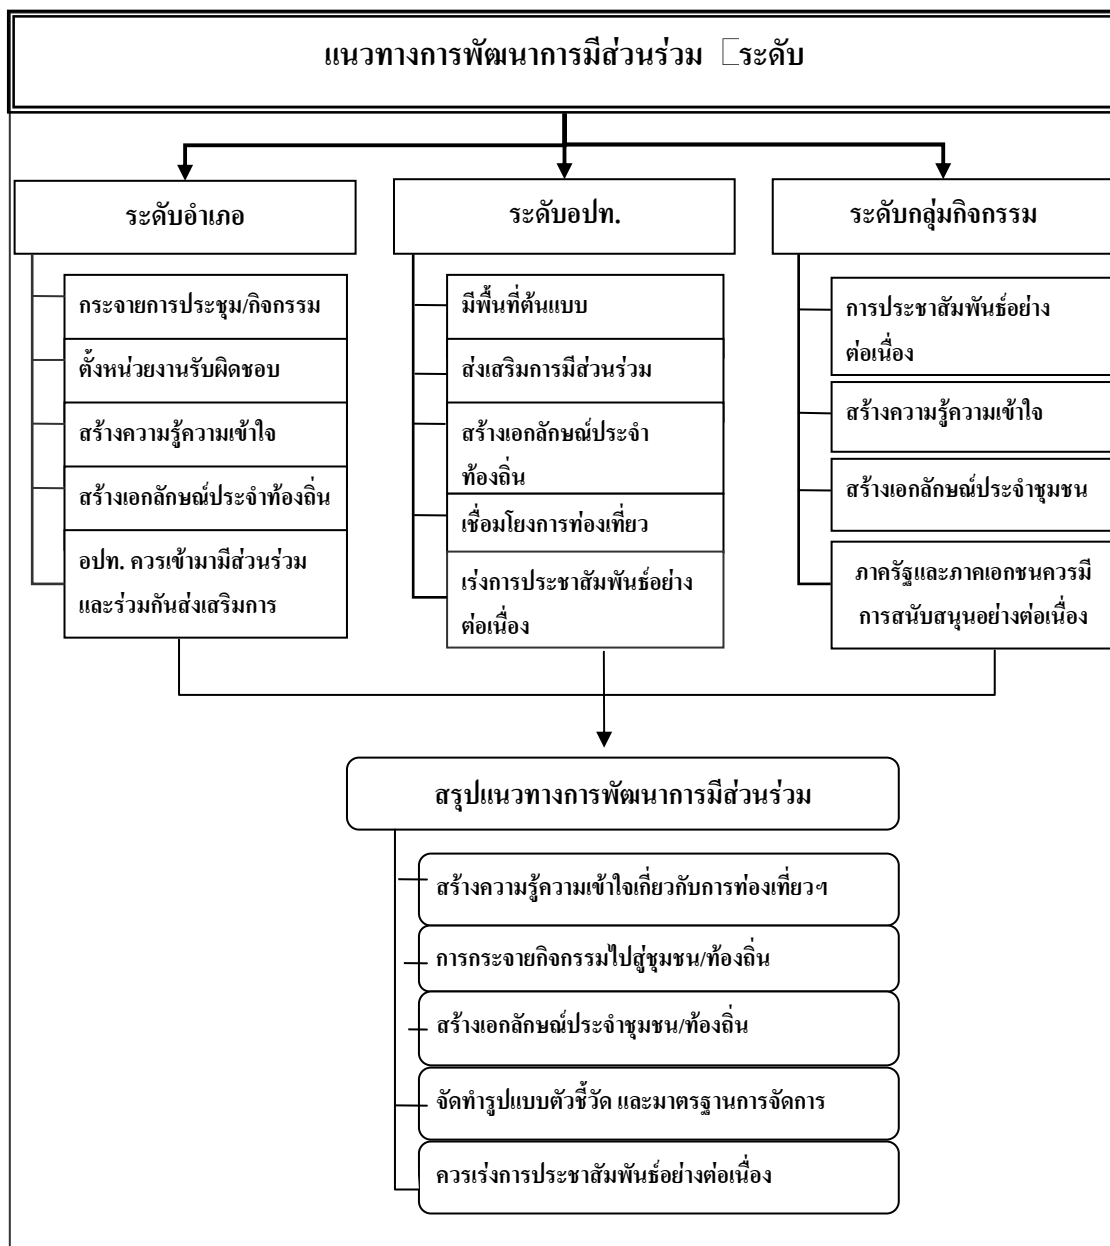 แนวทางการพัฒนาการมีส่วนร่วม ระดับ
ระดับอำเภอ
กระจายการประชุม/กิจกรรม
ตั้งหน่วยงานรับผิดชอบ
สร้างความรู้ความเข้าใจ
สร้างเอกลักษณ์ประจำท้องถิ่น
อปท. ควรเข้ามามีส่วนร่วม
และร่วมกันส่งเสริมการ
ระดับอปท.
มีพื้นที่ต้นแบบ
ส่งเสริมการมีส่วนร่วม
สร้างเอกลักษณ์ประจำ
ท้องถิ่น
เชื่อมโยงการท่องเที่ยว
เร่งการประชาสัมพันธ์อย่าง
ต่อเนื่อง
ระดับกลุ่มกิจกรรม
การประชาสัมพันธ์อย่าง
ต่อเนื่อง
สร้างความรู้ความเข้าใจ
สร้างเอกลักษณ์ประจำชุมชน
ภาครัฐและภาคเอกชนควรมี
การสนับสนุนอย่างต่อเนื่อง
สรุปแนวทางการพัฒนาการมีส่วนร่วม
สร้างความรู้ความเข้าใจเกี่ยวกับการท่องเที่ยวฯ
การกระจายกิจกรรมไปสู่ชุมชน/ท้องถิ่น
สร้างเอกลักษณ์ประจำชุมชน/ท้องถิ่น
จัดทำรูปแบบตัวชี้วัด และมาตรฐานการจัดการ
ควรเร่งการประชาสัมพันธ์อย่างต่อเนื่อง